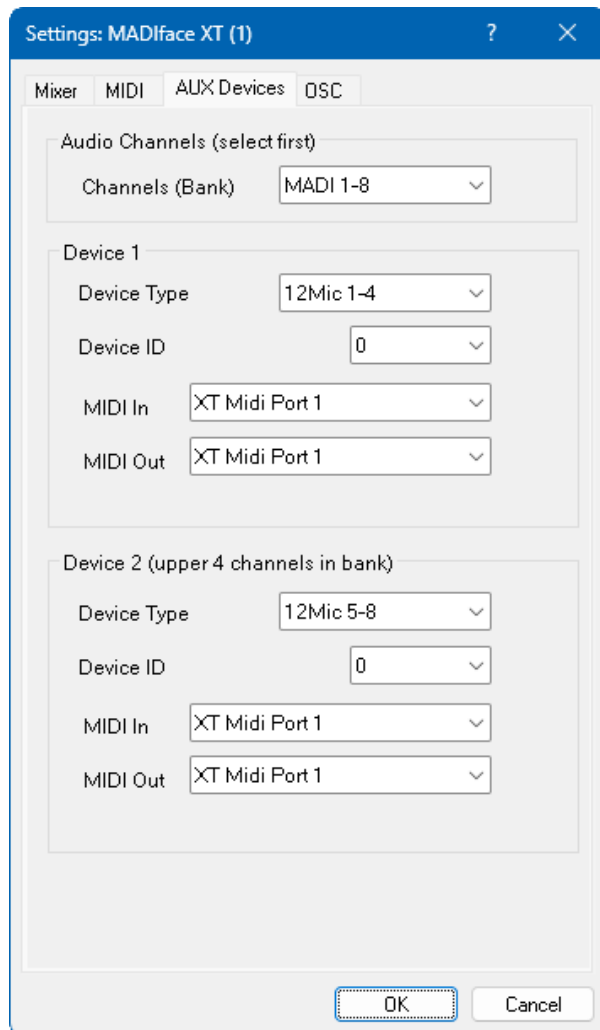 Settings: MADIface XT (1) ?
Mixer MIDI AUX Devices OSC
Audio Channels (select first)
Channels (Bank) MADI 1-8
Device 1
Device Type 12Mic 1-4
Device ID 0
MIDI In XT Midi Port 1
MIDI Out XT Midi Port 1
Device 2 (upper 4 channels in bank)
Device Type 12Mic 5-8
Device ID 0
MIDI In XT Midi Port 1
MIDI Out XT Midi Port 1
OK Cancel